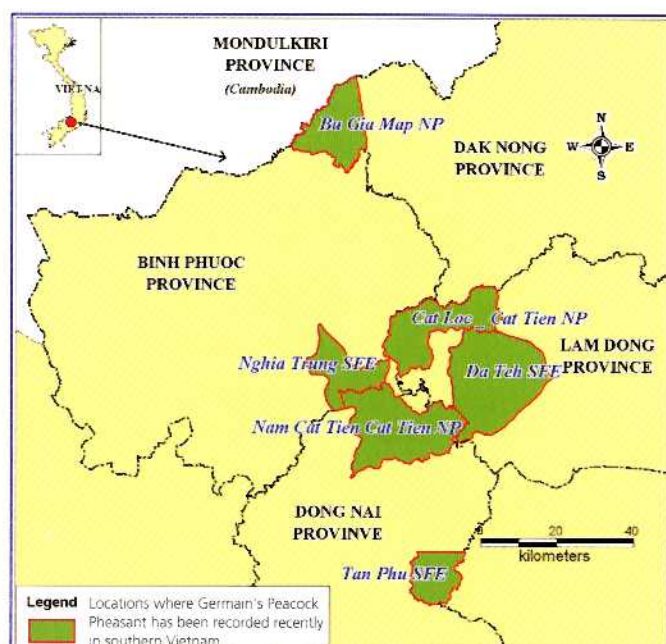 MONDULKIRI
PROVINCE
(Cambodia)
VIETNA
Bu Gia Map NP
N
W E
S
DAK NONG
PROVINCE
BINH PHUOC
PROVINCE
Cat Loc _ Cat Tien NP
LAM DONG
PROVINCE
Nghia Trung SFE
Da Teh SFE
Nam Cat Tien Cat Tien NP
DONG NAI
PROVINVE
20 40
kilometers
Tan Phu SFE
Legend Locations where Germain's Peacock
Pheasant has been recorded recently
in southern Vietnam